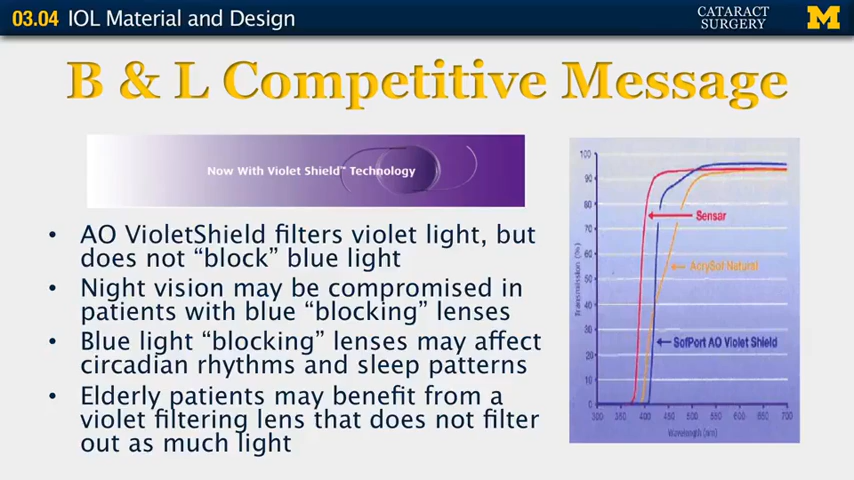 03.04 IOL Material and Design
CATARACT
SURGERY
M
B & L Competitive Message
Now With Violet Shield™ Technology
• AO VioletShield filters violet light, but
does not “block” blue light
• Night vision may be compromised in
patients with blue “blocking” lenses
• Blue light “blocking” lenses may affect
circadian rhythms and sleep patterns
• Elderly patients may benefit from a
violet filtering lens that does not filter
out as much light
100
90
80
70
60
50
40
30
20
10
0
Transmission (%)
Sensar
AcrySof Natural
SofPort AO Violet Shield
300 350 400 450 500 550 600 650 700
Wavelength (nm)